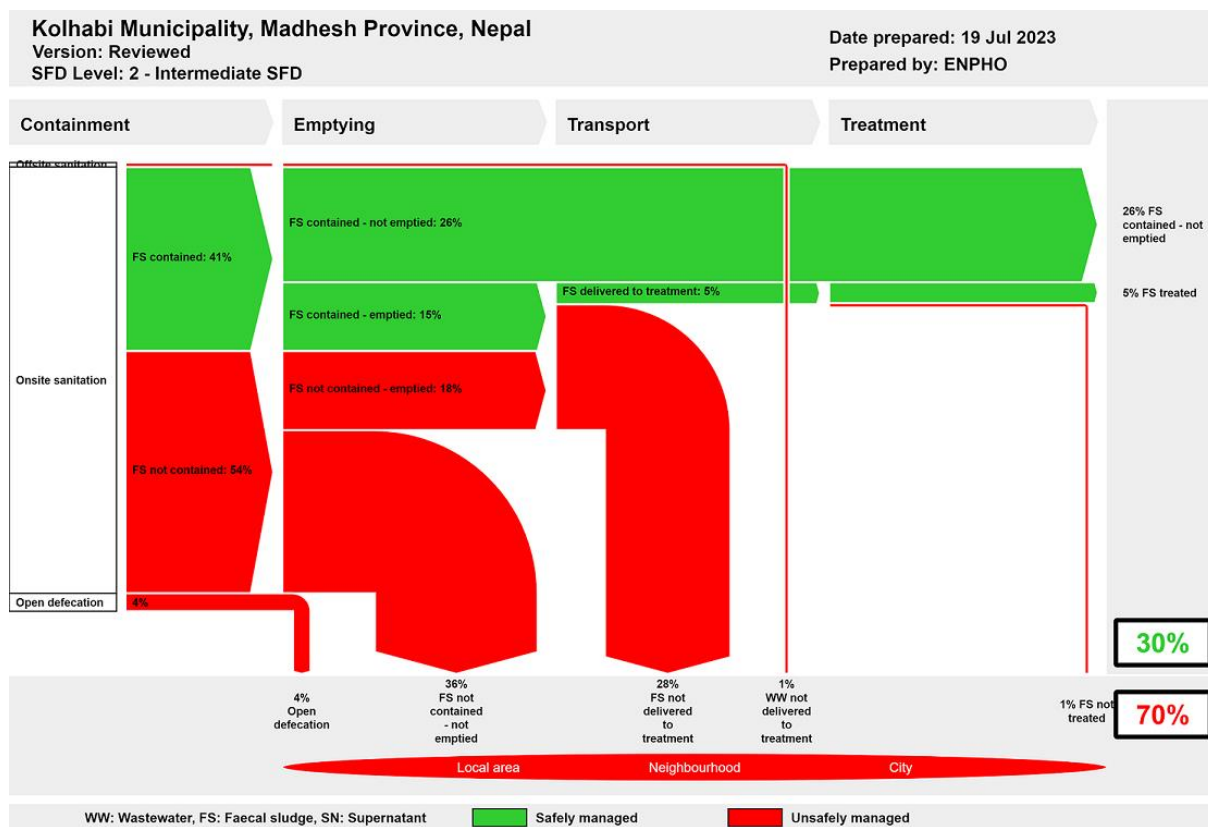 Kolhabi Municipality, Madhesh Province, Nepal
Version: Reviewed
SFD Level: 2 - Intermediate SFD
Date prepared: 19 Jul 2023
Prepared by: ENPHO
Containment
Emptying
Transport
Treatment
Offsite sanitation
FS contained: 41%
FS contained - not emptied: 26%
26% FS
contained - not
emptied
FS delivered to treatment: 5%
5% FS treated
FS contained - emptied: 15%
Onsite sanitation
FS not contained - emptied: 18%
FS not contained: 54%
Open defecation
4%
30%
4%
Open
defecation
36%
FS not
contained
- not
emptied
28%
FS not
delivered
to
treatment
1%
WW not
delivered
to
treatment
1% FS not
treated
70%
Local area
Neighbourhood
City
WW: Wastewater, FS: Faecal sludge, SN: Supernatant
Safely managed
Unsafely managed